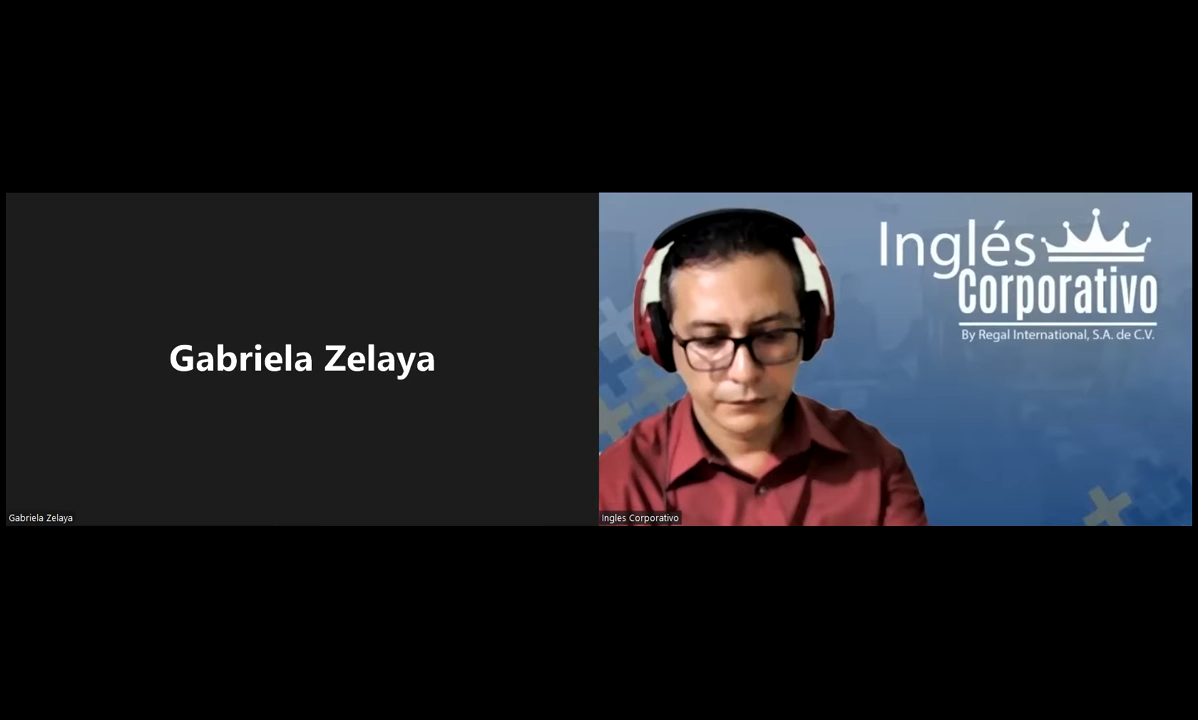 Gabriela Zelaya
Gabriela Zelaya
Inglés
Corporativo
By Regal International, S.A. de C.V.
Ingles Corporativo